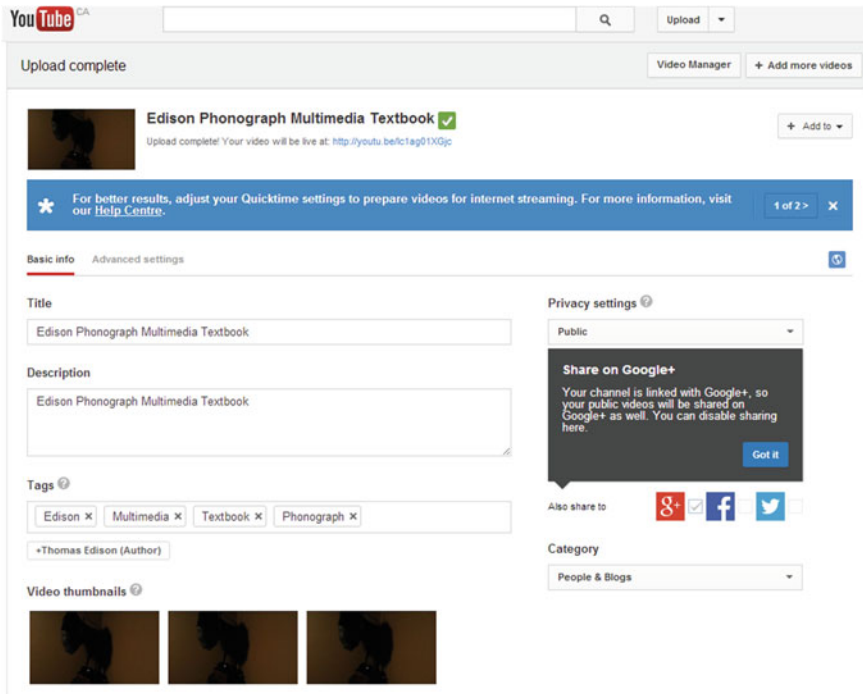 YouTube CA
Upload
Upload complete
Video Manager
+ Add more videos
Edison Phonograph Multimedia Textbook
+ Add to
Upload complete! Your video will be live at: http://youtu.be/lc1ag01XGjc
For better results, adjust your Quicktime settings to prepare videos for internet streaming. For more information, visit
our Help Centre.
1 of 2 >
Basic info
Advanced settings
Title
Edison Phonograph Multimedia Textbook
Description
Edison Phonograph Multimedia Textbook
Tags
Edison ×
Multimedia ×
Textbook ×
Phonograph ×
+Thomas Edison (Author)
Video thumbnails
Privacy settings
Public
Share on Google+
Your channel is linked with Google+, so
your public videos will be shared on
Google+ as well. You can disable sharing
here.
Got it
Also share to
Category
People & Blogs